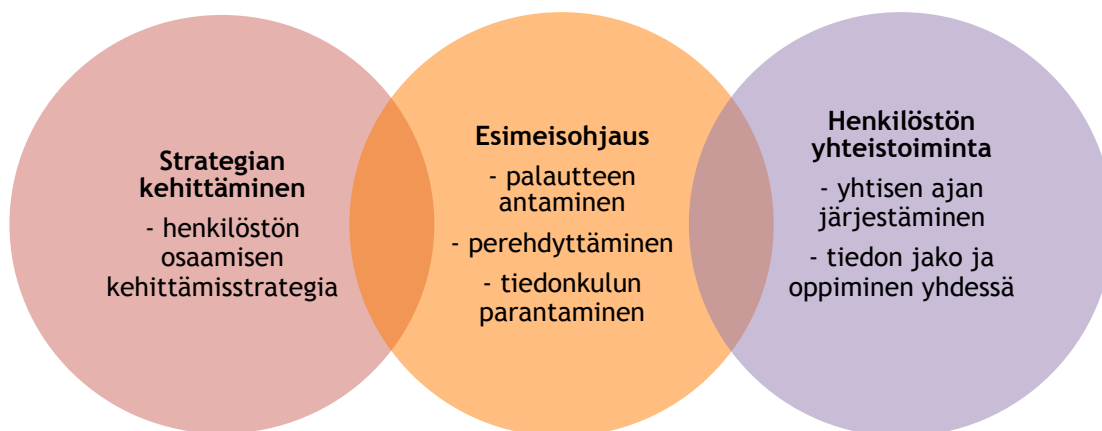 Strategian
kehittäminen
- henkilöstön
osaamisen
kehittämisstrategia
Esimeisohjaus
- palautteen
antaminen
- perehdyttäminen
- tiedonkulun
parantaminen
Henkilöstön
yhteistoiminta
- yhtisen ajan
järjestäminen
- tiedon jako ja
oppiminen yhdessä